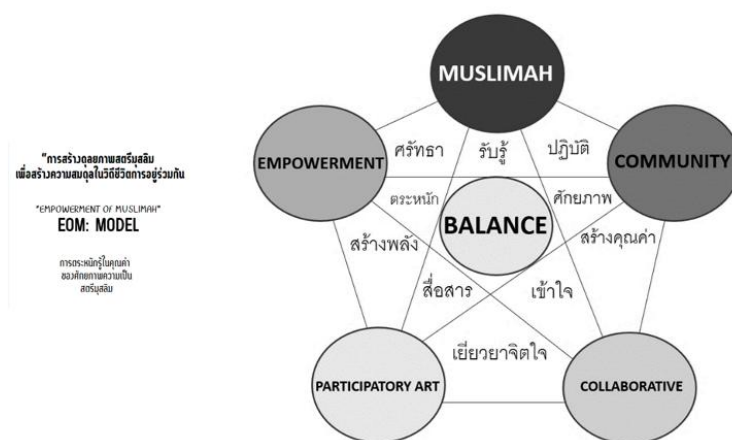 "การสร้างดุลยภาพสตรีมุสลิม
เพื่อสร้างความสมดุลในวิถีชีวิตการอยู่ร่วมกัน
"EMPOWERMENT OF MUSLIMAH"
EOM: MODEL
การตระหนักรู้ในคุณค่า
ของศักยภาพความเป็น
สตรีมุสลิม
MUSLIMAH
EMPOWERMENT
ศรัทธา
รับรู้
ปฏิบัติ
COMMUNITY
ตระหนัก
ศักยภาพ
BALANCE
สร้างพลัง
สร้างคุณค่า
สื่อสาร
เข้าใจ
เยียวยาจิตใจ
PARTICIPATORY ART
COLLABORATIVE